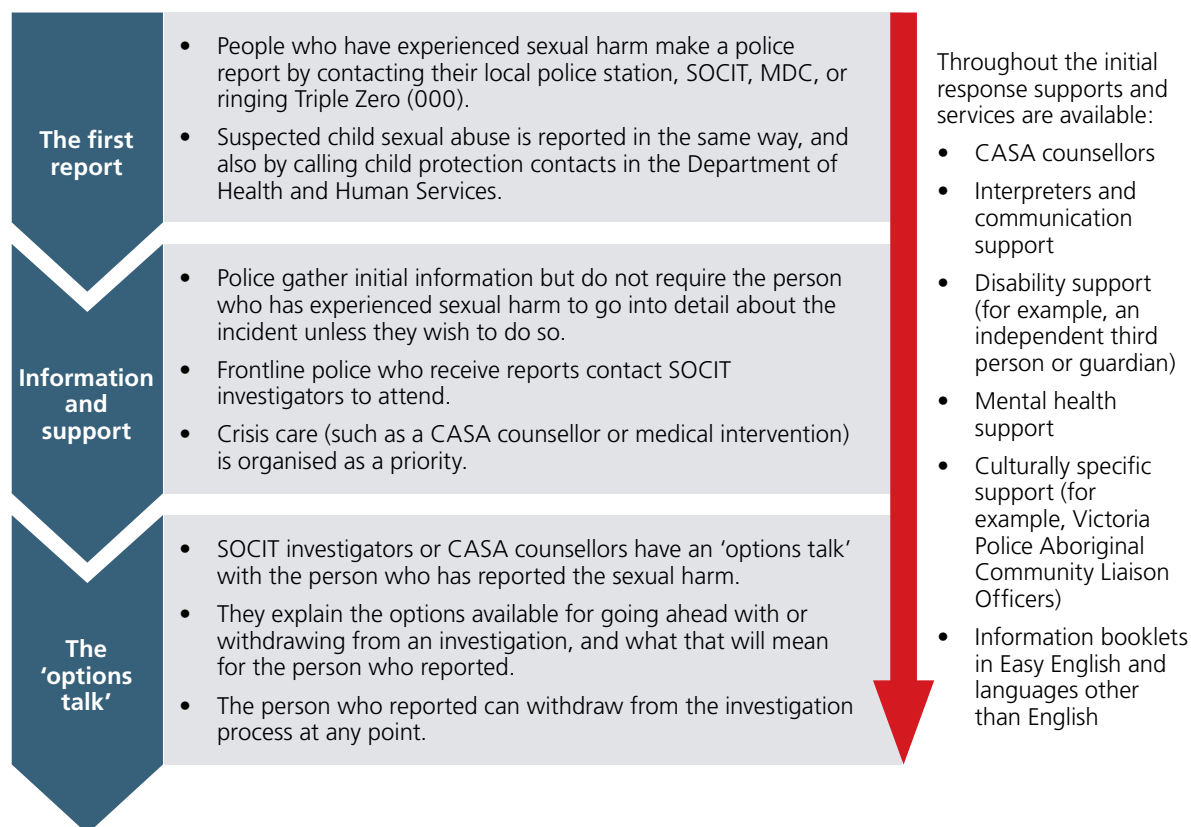 The first
report
• People who have experienced sexual harm make a police
report by contacting their local police station, SOCIT, MDC, or
ringing Triple Zero (000).
• Suspected child sexual abuse is reported in the same way, and
also by calling child protection contacts in the Department of
Health and Human Services.
Information
and
support
• Police gather initial information but do not require the person
who has experienced sexual harm to go into detail about the
incident unless they wish to do so.
• Frontline police who receive reports contact SOCIT
investigators to attend.
• Crisis care (such as a CASA counsellor or medical intervention)
is organised as a priority.
The
‘options
talk’
• SOCIT investigators or CASA counsellors have an ‘options talk’
with the person who has reported the sexual harm.
• They explain the options available for going ahead with or
withdrawing from an investigation, and what that will mean
for the person who reported.
• The person who reported can withdraw from the investigation
process at any point.
Throughout the initial
response supports and
services are available:
• CASA counsellors
• Interpreters and
communication
support
• Disability support
(for example, an
independent third
person or guardian)
• Mental health
support
• Culturally specific
support (for
example, Victoria
Police Aboriginal
Community Liaison
Officers)
• Information booklets
in Easy English and
languages other
than English